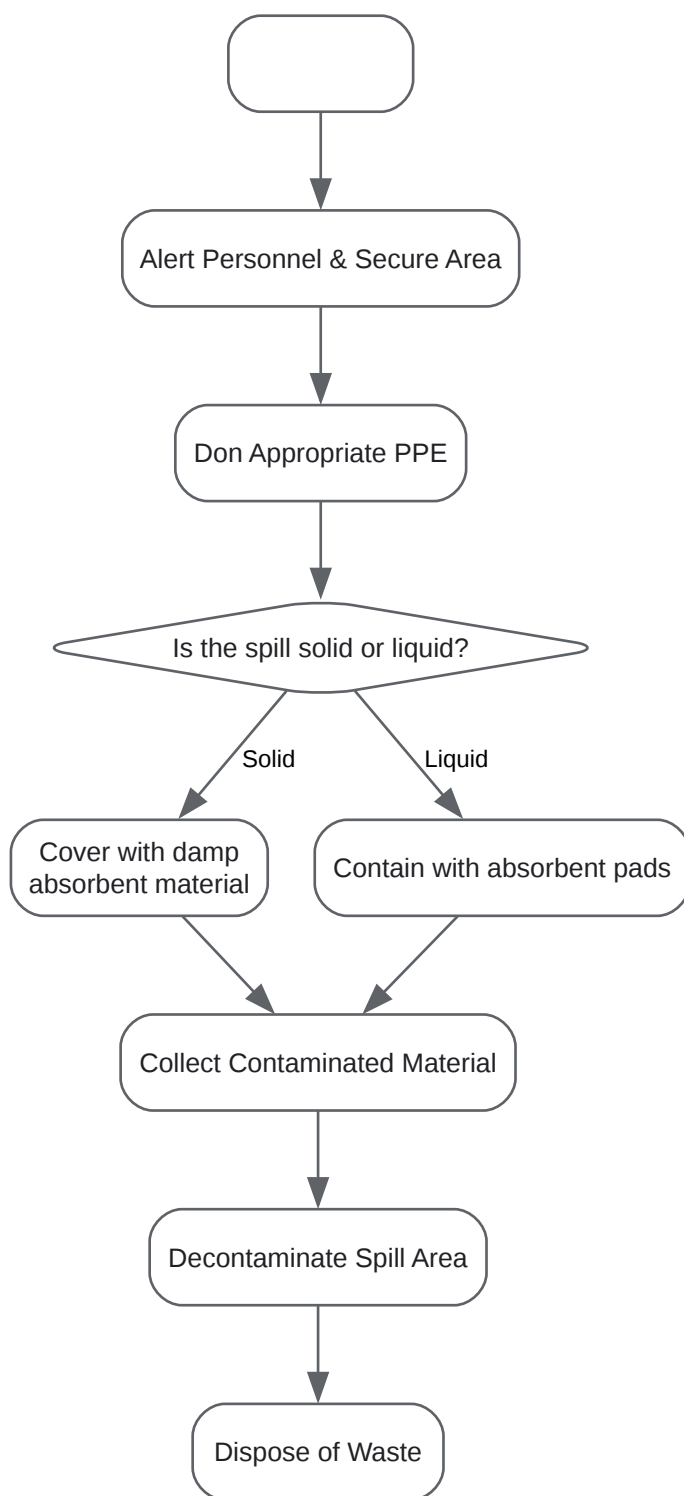 Alert Personnel & Secure Area
Don Appropriate PPE
Is the spill solid or liquid?
Solid
Liquid
Cover with damp
absorbent material
Contain with absorbent pads
Collect Contaminated Material
Decontaminate Spill Area
Dispose of Waste